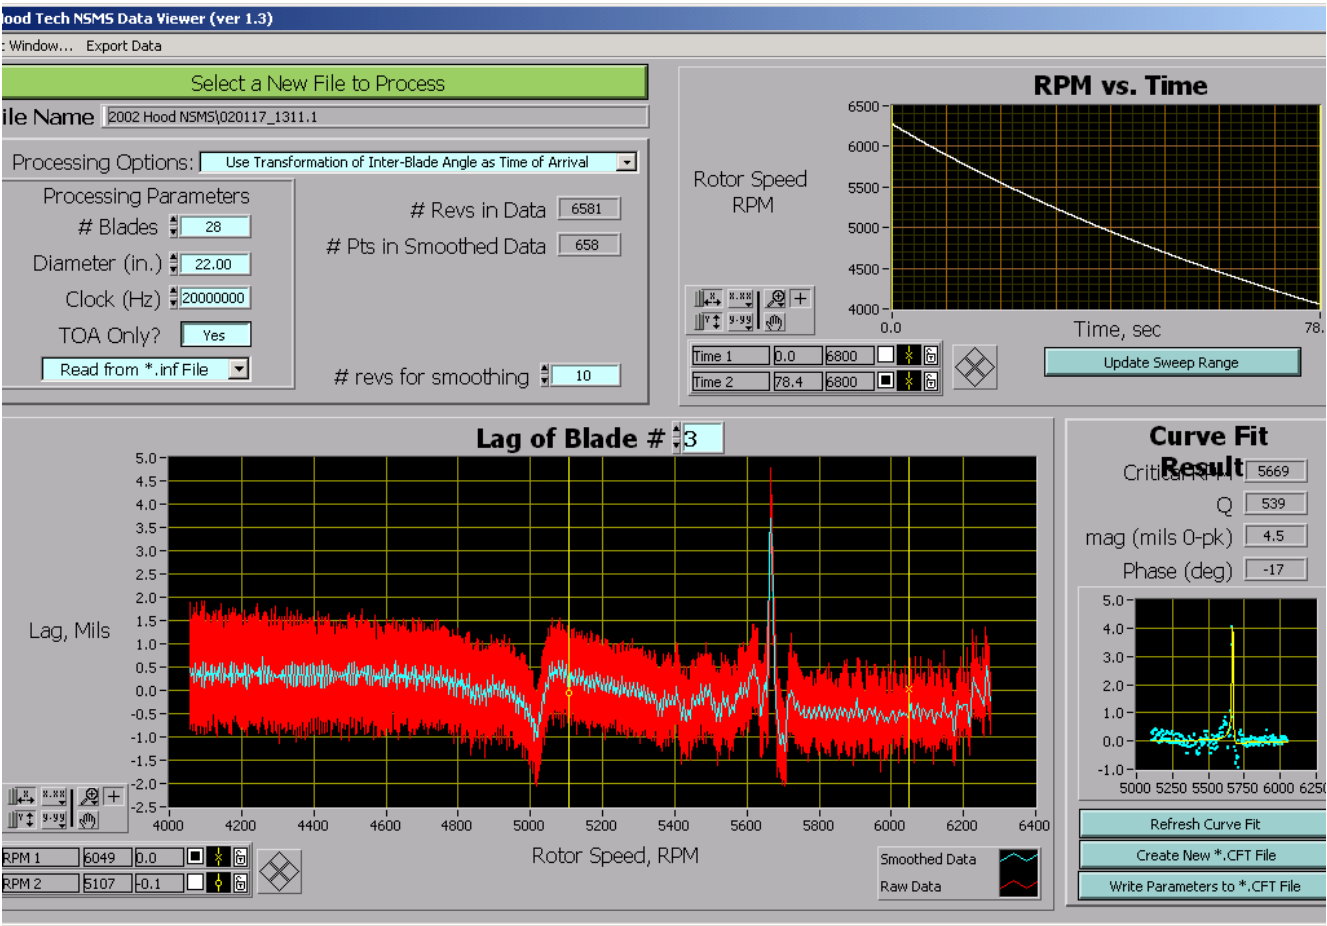 Hood Tech NSMS Data Viewer (ver 1.3)
: Window... Export Data
Select a New File to Process
ile Name 2002 Hood NSMS\020117_1311.1
Processing Options: Use Transformation of Inter-Blade Angle as Time of Arrival
Processing Parameters
# Blades 28
Diameter (in.) 22.00
Clock (Hz) 20000000
TOA Only? Yes
Read from *.inf File
# Revs in Data 6581
# Pts in Smoothed Data 658
# revs for smoothing 10
RPM vs. Time
Rotor Speed
RPM
6500
6000
5500
5000
4500
4000
0.0
Time, sec
78.
X.XX
Y.YY
Time 1 0.0 6800
Time 2 78.4 6800
Update Sweep Range
Lag of Blade # 3
Lag, Mils
5.0
4.5
4.0
3.5
3.0
2.5
2.0
1.5
1.0
0.5
0.0
-0.5
-1.0
-1.5
-2.0
-2.5
4000 4200 4400 4600 4800 5000 5200 5400 5600 5800 6000 6200 6400
Rotor Speed, RPM
X.XX
Y.YY
RPM 1 6049 0.0
RPM 2 5107 -0.1
Smoothed Data
Raw Data
Curve Fit
Result
Critical RPM 5669
Q 539
mag (mils 0-pk) 4.5
Phase (deg) -17
5.0
4.0
3.0
2.0
1.0
0.0
-1.0
5000 5250 5500 5750 6000 6250
Refresh Curve Fit
Create New *.CFT File
Write Parameters to *.CFT File